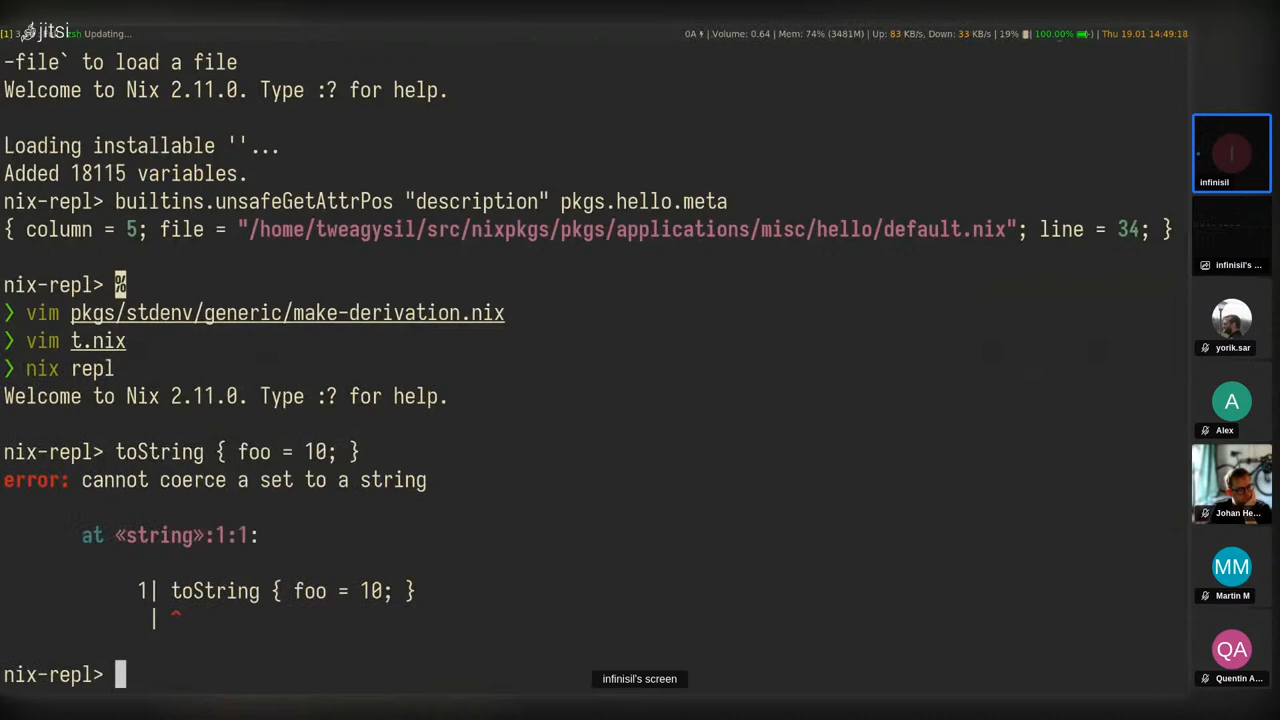 jitsi
[1] 3 zsh Updating... 0A | Volume: 0.64 | Mem: 74% (3481M) | Up: 83 KB/s, Down: 33 KB/s | 19% | 100.00% | Thu 19.01 14:49:18
-file` to load a file
Welcome to Nix 2.11.0. Type :? for help.
Loading installable ''...
Added 18115 variables.
nix-repl> builtins.unsafeGetAttrPos "description" pkgs.hello.meta
{ column = 5; file = "/home/tweagysil/src/nixpkgs/pkgs/applications/misc/hello/default.nix"; line = 34; }
nix-repl> %
❯ vim pkgs/stdenv/generic/make-derivation.nix
❯ vim t.nix
❯ nix repl
Welcome to Nix 2.11.0. Type :? for help.
nix-repl> toString { foo = 10; }
error: cannot coerce a set to a string
at «string»:1:1:
1| toString { foo = 10; }
| ^
nix-repl>
infinisil's screen
I
infinisil
infinisil's ...
yorik.sar
A
Alex
Johan He...
MM
Martin M
QA
Quentin A...